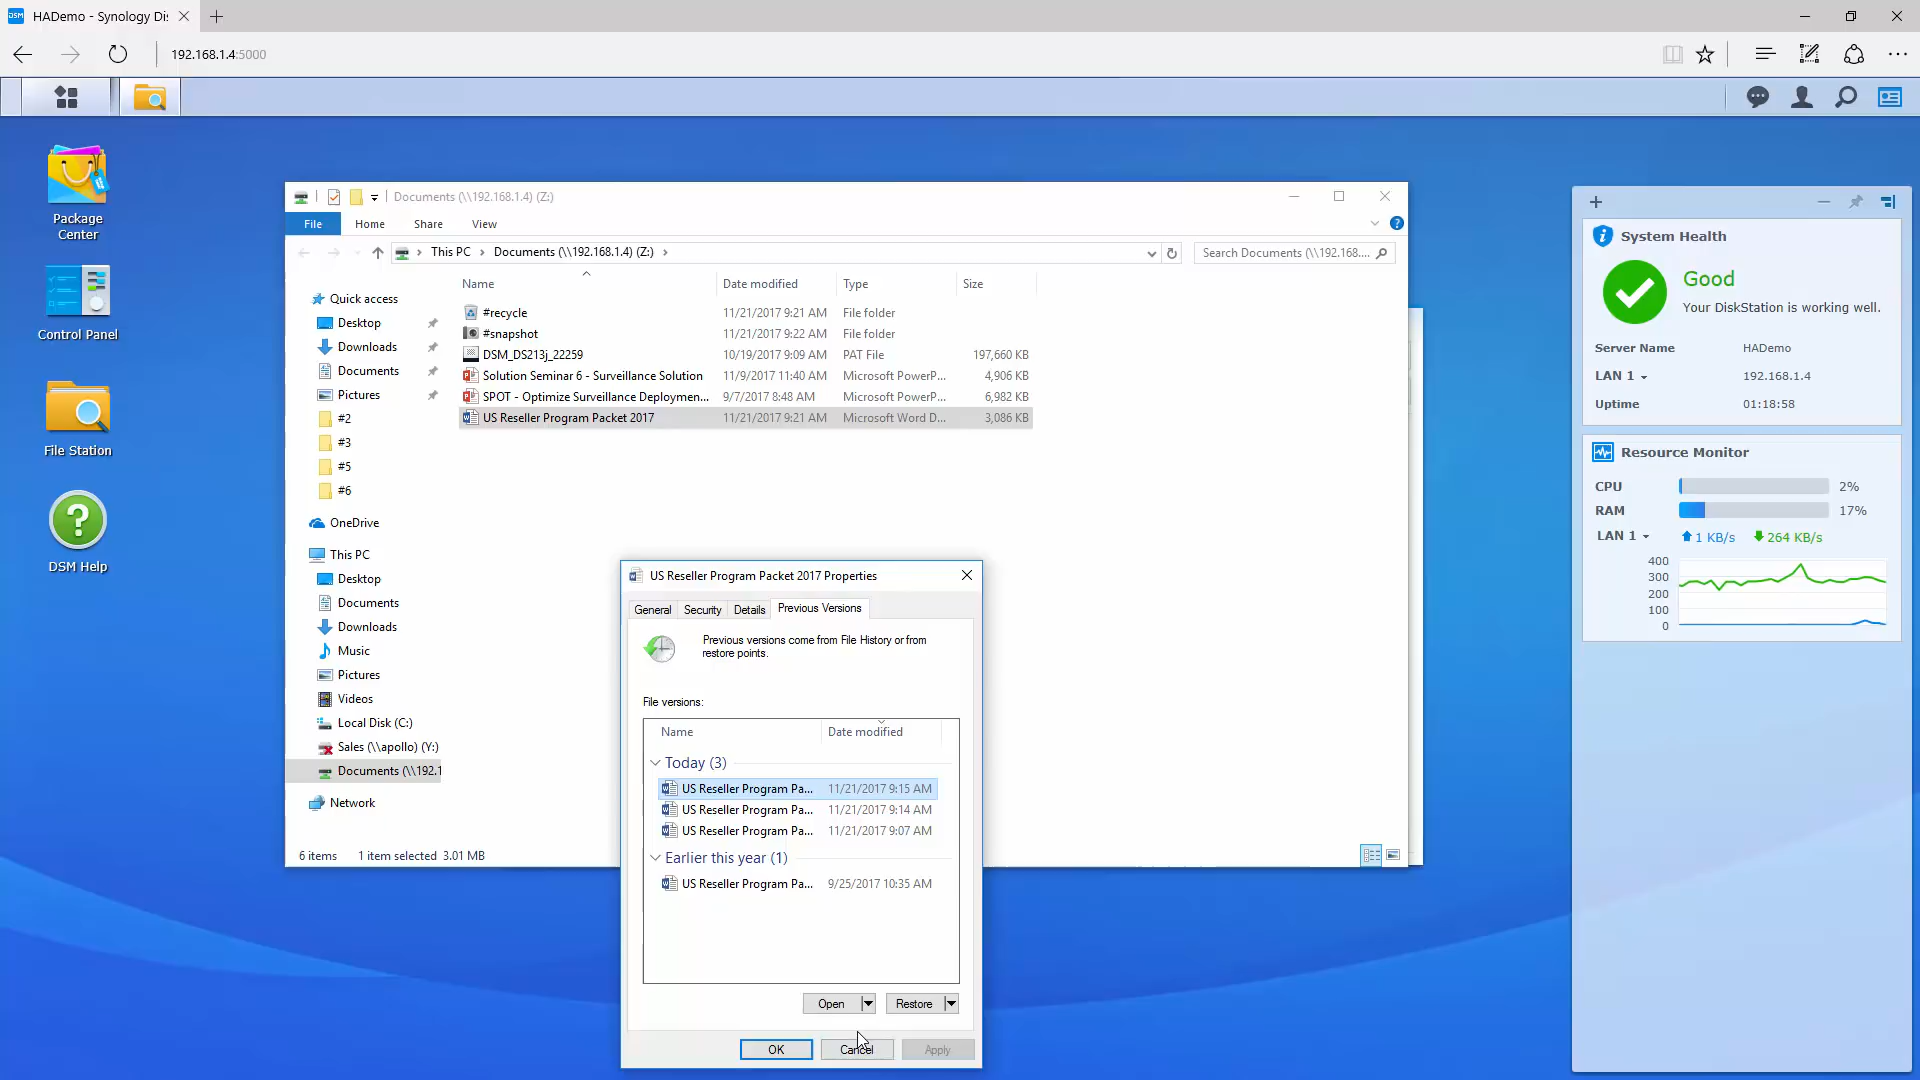 HADemo - Synology Di:
192.168.1.4:5000
Package
Center
Control Panel
File Station
DSM Help
Documents (\\192.168.1.4) (Z:)
File
Home
Share
View
This PC
Documents (\\192.168.1.4) (Z:)
Search Documents (\\192.168....
Name
Date modified
Type
Size
#recycle 11/21/2017 9:21 AM File folder
#snapshot 11/21/2017 9:22 AM File folder
DSM_DS213j_22259 10/19/2017 9:09 AM PAT File 197,660 KB
Solution Seminar 6 - Surveillance Solution 11/9/2017 11:40 AM Microsoft PowerP... 4,906 KB
SPOT - Optimize Surveillance Deploymen... 9/7/2017 8:48 AM Microsoft PowerP... 6,982 KB
US Reseller Program Packet 2017 11/21/2017 9:21 AM Microsoft Word D... 3,086 KB
Quick access
Desktop
Downloads
Documents
Pictures
#2
#3
#5
#6
OneDrive
This PC
Desktop
Documents
Downloads
Music
Pictures
Videos
Local Disk (C:)
Sales (\\apollo) (Y:)
Documents (\\192.1
Network
6 items 1 item selected 3.01 MB
US Reseller Program Packet 2017 Properties
General
Security
Details
Previous Versions
Previous versions come from File History or from
restore points.
File versions:
Name
Date modified
Today (3)
US Reseller Program Pa... 11/21/2017 9:15 AM
US Reseller Program Pa... 11/21/2017 9:14 AM
US Reseller Program Pa... 11/21/2017 9:07 AM
Earlier this year (1)
US Reseller Program Pa... 9/25/2017 10:35 AM
Open
Restore
OK
Cancel
Apply
System Health
Good
Your DiskStation is working well.
Server Name HADemo
LAN 1 192.168.1.4
Uptime 01:18:58
Resource Monitor
CPU 2%
RAM 17%
LAN 1 1 KB/s 264 KB/s
400
300
200
100
0